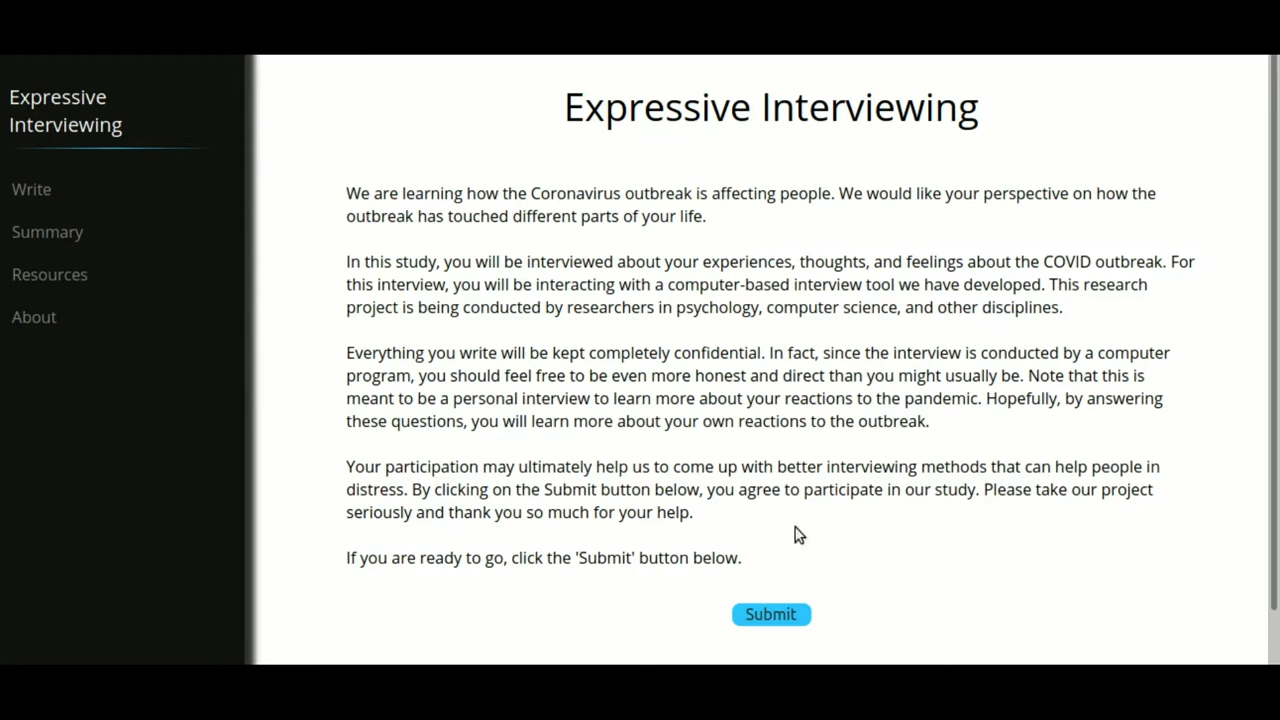 Expressive
Interviewing
Write
Summary
Resources
About
Expressive Interviewing
We are learning how the Coronavirus outbreak is affecting people. We would like your perspective on how the
outbreak has touched different parts of your life.
In this study, you will be interviewed about your experiences, thoughts, and feelings about the COVID outbreak. For
this interview, you will be interacting with a computer-based interview tool we have developed. This research
project is being conducted by researchers in psychology, computer science, and other disciplines.
Everything you write will be kept completely confidential. In fact, since the interview is conducted by a computer
program, you should feel free to be even more honest and direct than you might usually be. Note that this is
meant to be a personal interview to learn more about your reactions to the pandemic. Hopefully, by answering
these questions, you will learn more about your own reactions to the outbreak.
Your participation may ultimately help us to come up with better interviewing methods that can help people in
distress. By clicking on the Submit button below, you agree to participate in our study. Please take our project
seriously and thank you so much for your help.
If you are ready to go, click the 'Submit' button below.
Submit